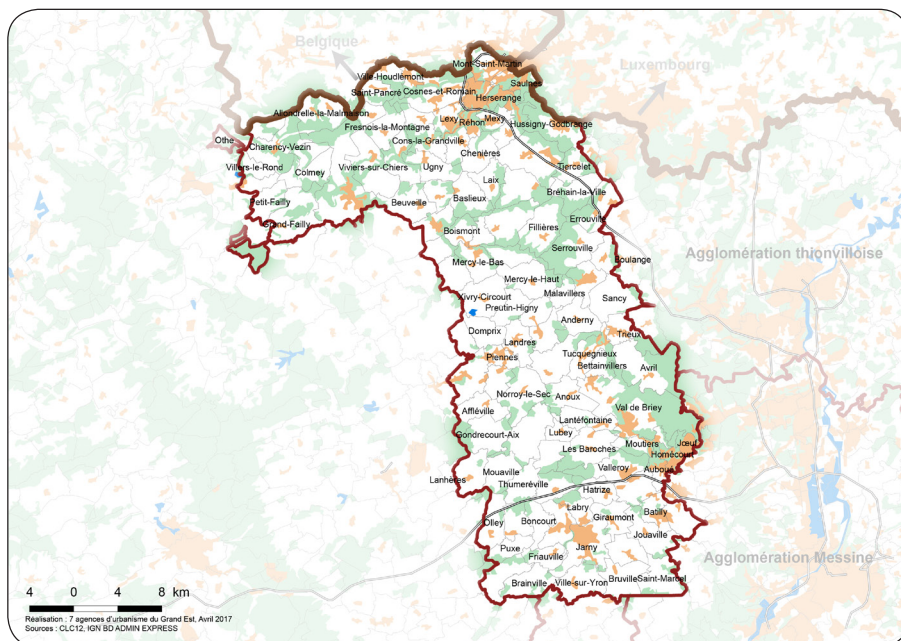 Belgique
Mont-Saint-Martin
Luxembourg
Ville-Houdlémont
Saulnes
Saint-Pancré
Cosnes-et-Romain
Herserange
Allondrelle-la-Malmaison
Lexy
Mexy
Réhon
Hussigny-Godbrange
Fresnois-la-Montagne
Othe
Cons-la-Grandville
Charency-Vezin
Chenières
Villers-le-Rond
Viviers-sur-Chiers
Ugny
Tiercelet
Colmey
Laix
Bréhain-la-Ville
Petit-Failly
Beuveille
Baslieux
Errouville
Grand-Failly
Boismont
Fillières
Serrouville
Agglomération thionvilloise
Mercy-le-Bas
Boulange
Mercy-le-Haut
Xivry-Circourt
Malavillers
Sancy
Preutin-Higny
Anderny
Domprix
Trieux
Landres
Piennes
Tucquegnieux
Bettainvillers
Avril
Norroy-le-Sec
Anoux
Affléville
Val de Briey
Lantéfontaine
Gondrecourt-Aix
Lubey
Moutiers
Jœuf
Les Baroches
Homécourt
Mouaville
Valleroy
Auboué
Lanhères
Thumeréville
Hatrize
Labry
Batilly
Olley
Boncourt
Giraumont
Jouaville
Puxe
Jarny
Friauville
Agglomération Messine
Brainville
Ville-sur-Yron
Bruville
Saint-Marcel
4 0 4 8 km
Réalisation : 7 agences d'urbanisme du Grand Est, Avril 2017
Sources : CLC12, IGN BD ADMIN EXPRESS